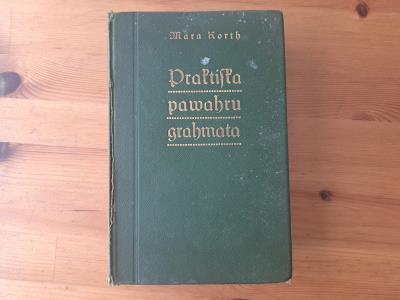 Mara Korth
Praktiſka
pawahru
grahmata